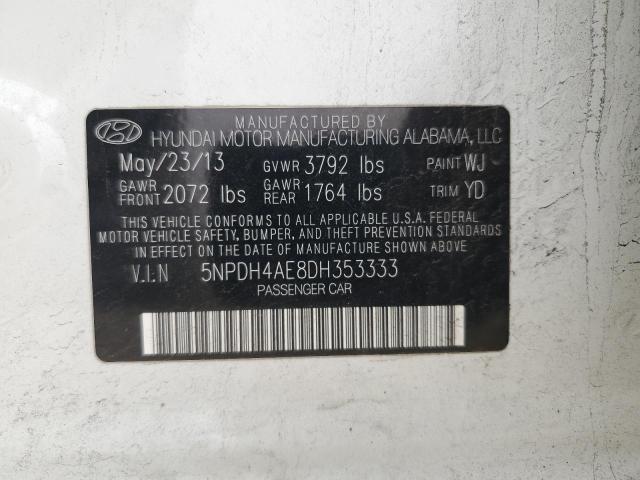 MANUFACTURED BY
HYUNDAI MOTOR MANUFACTURING ALABAMA, LLC
May/23/13 GVWR 3792 lbs PAINT WJ
GAWR FRONT 2072 lbs GAWR REAR 1764 lbs TRIM YD
THIS VEHICLE CONFORMS TO ALL APPLICABLE U.S.A. FEDERAL
MOTOR VEHICLE SAFETY, BUMPER, AND THEFT STANDARDS
IN EFFECT ON THE DATE OF MANUFACTURE SHOWN ABOVE.
V.I.N 5NPDH4AE8DH353333
PASSENGER CAR